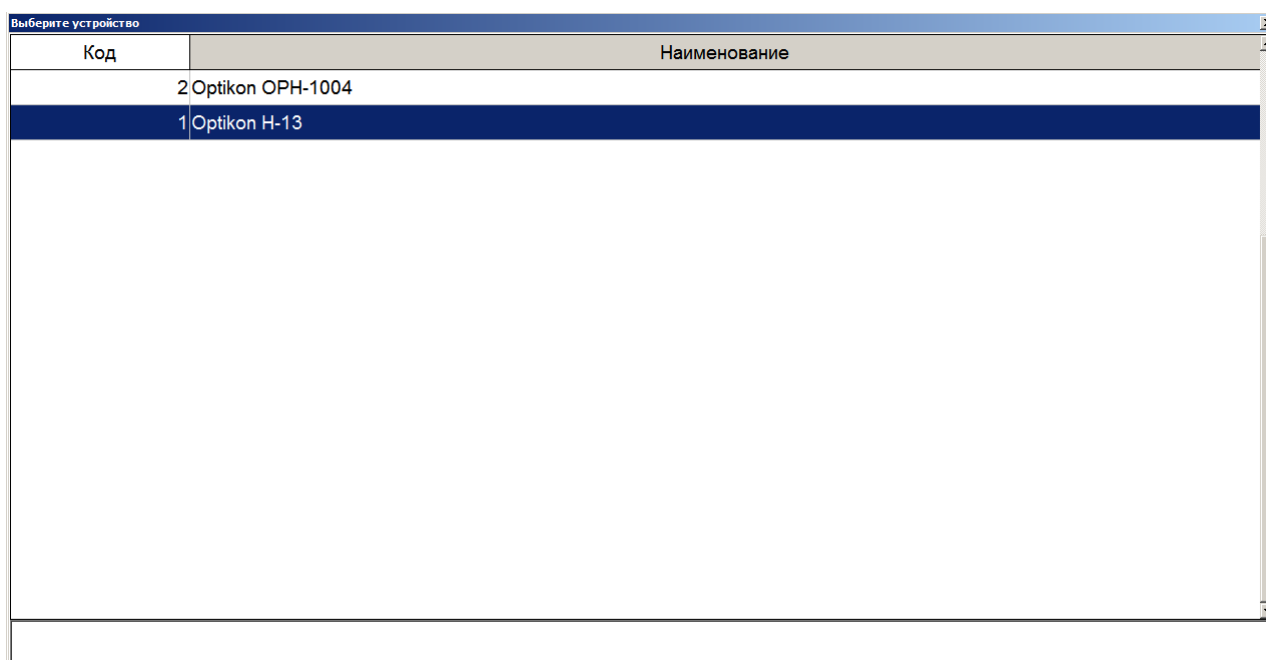 Выберите устройство
Код Наименование
2 Optikon OPH-1004
1 Optikon H-13